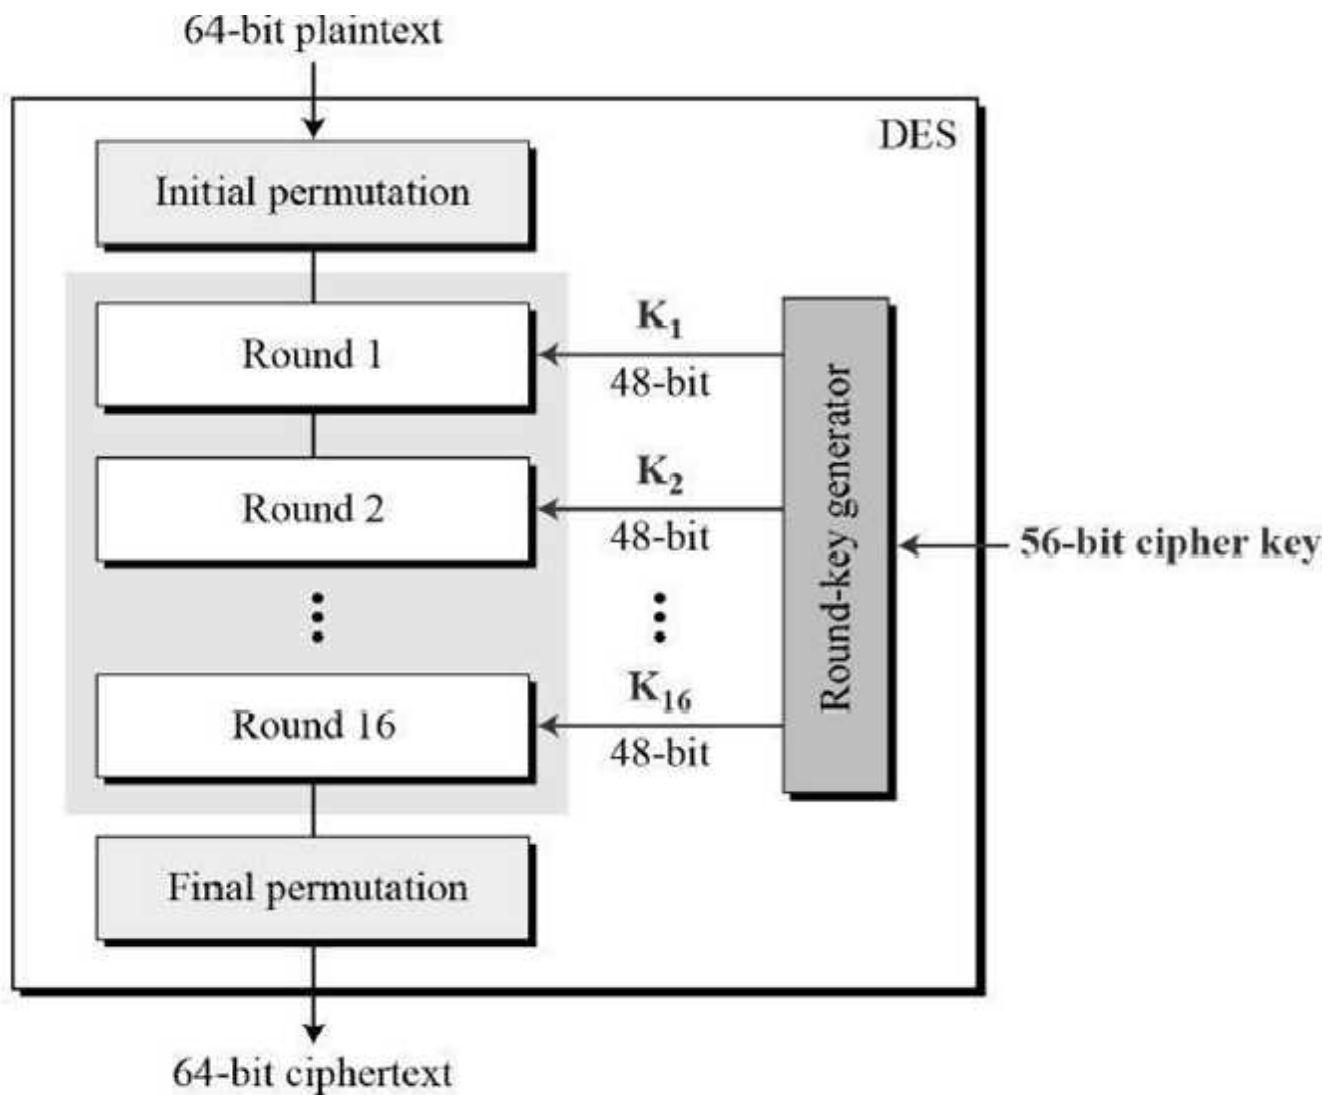 64-bit plaintext
DES
Initial permutation
Round 1
K1
48-bit
Round 2
K2
48-bit
Round 16
K16
48-bit
Round-key generator
56-bit cipher key
Final permutation
64-bit ciphertext